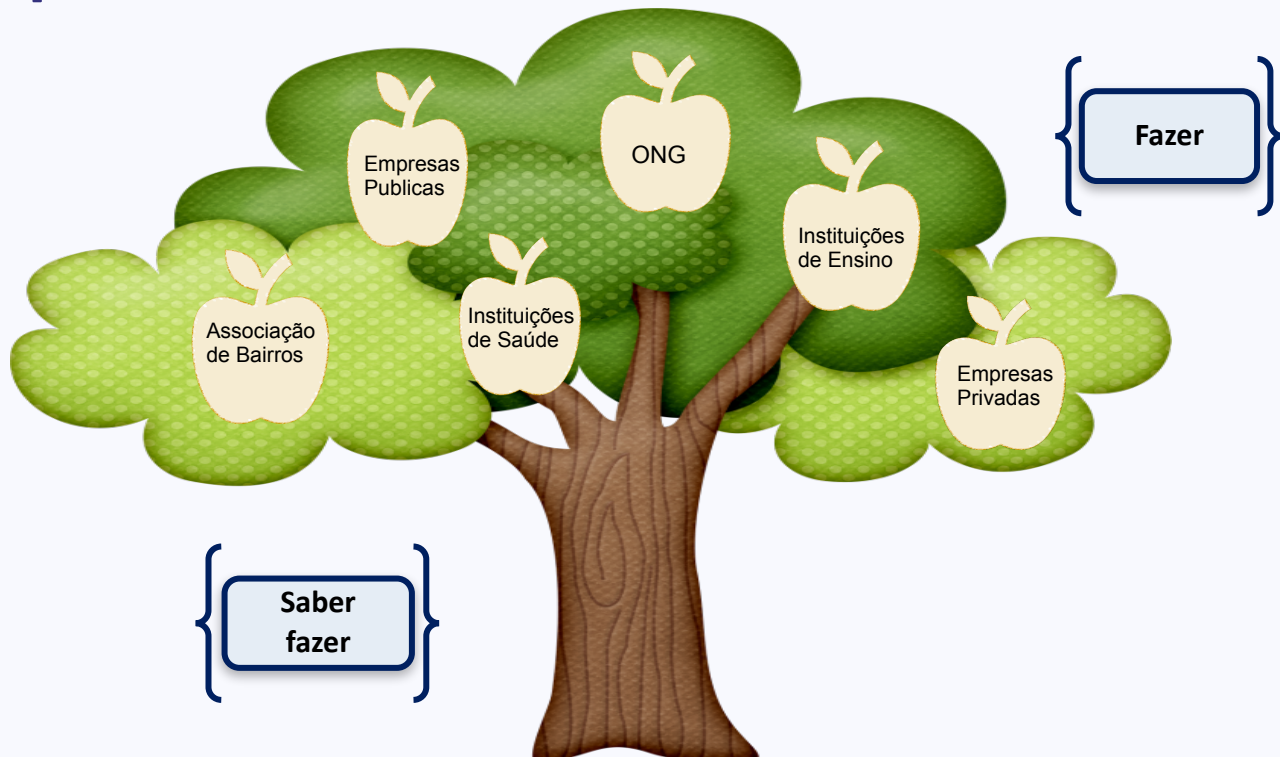 Fazer
Empresas
Publicas
ONG
Instituições
de Ensino
Associação
de Bairros
Instituições
de Saúde
Empresas
Privadas
Saber
fazer